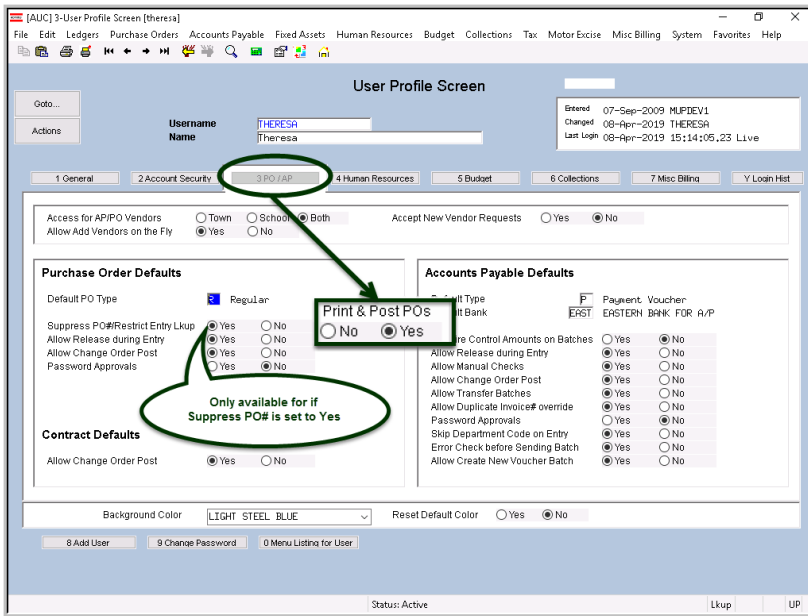 [AUC] 3-User Profile Screen [theresa]
File Edit Ledgers Purchase Orders Accounts Payable Fixed Assets Human Resources Budget Collections Tax Motor Excise Misc Billing System Favorites Help
User Profile Screen
Goto...
Actions
Username THERESA
Name Theresa
Entered 07-Sep-2009 MUPDEV1
Changed 08-Apr-2019 THERESA
Last Login 08-Apr-2019 15:14:05.23 Live
1 General 2 Account Security 3 PO / AP 4 Human Resources 5 Budget 6 Collections 7 Misc Billing Y Login Hist
Access for AP/PO Vendors Town School Both Accept New Vendor Requests Yes No
Allow Add Vendors on the Fly Yes No
Purchase Order Defaults
Default PO Type R Regular
Suppress PO#/Restrict Entry Lkup Yes No
Allow Release during Entry Yes No
Allow Change Order Post Yes No
Password Approvals Yes No
Only available for if
Suppress PO# is set to Yes
Contract Defaults
Allow Change Order Post Yes No
Print & Post POs
No Yes
Accounts Payable Defaults
Type P Payment Voucher
Bank EAST EASTERN BANK FOR A/P
Control Amounts on Batches Yes No
Allow Release during Entry Yes No
Allow Manual Checks Yes No
Allow Change Order Post Yes No
Allow Transfer Batches Yes No
Allow Duplicate Invoice# override Yes No
Password Approvals Yes No
Skip Department Code on Entry Yes No
Error Check before Sending Batch Yes No
Allow Create New Voucher Batch Yes No
Background Color LIGHT STEEL BLUE Reset Default Color Yes No
8 Add User 9 Change Password 0 Menu Listing for User
Status: Active Lkup UP